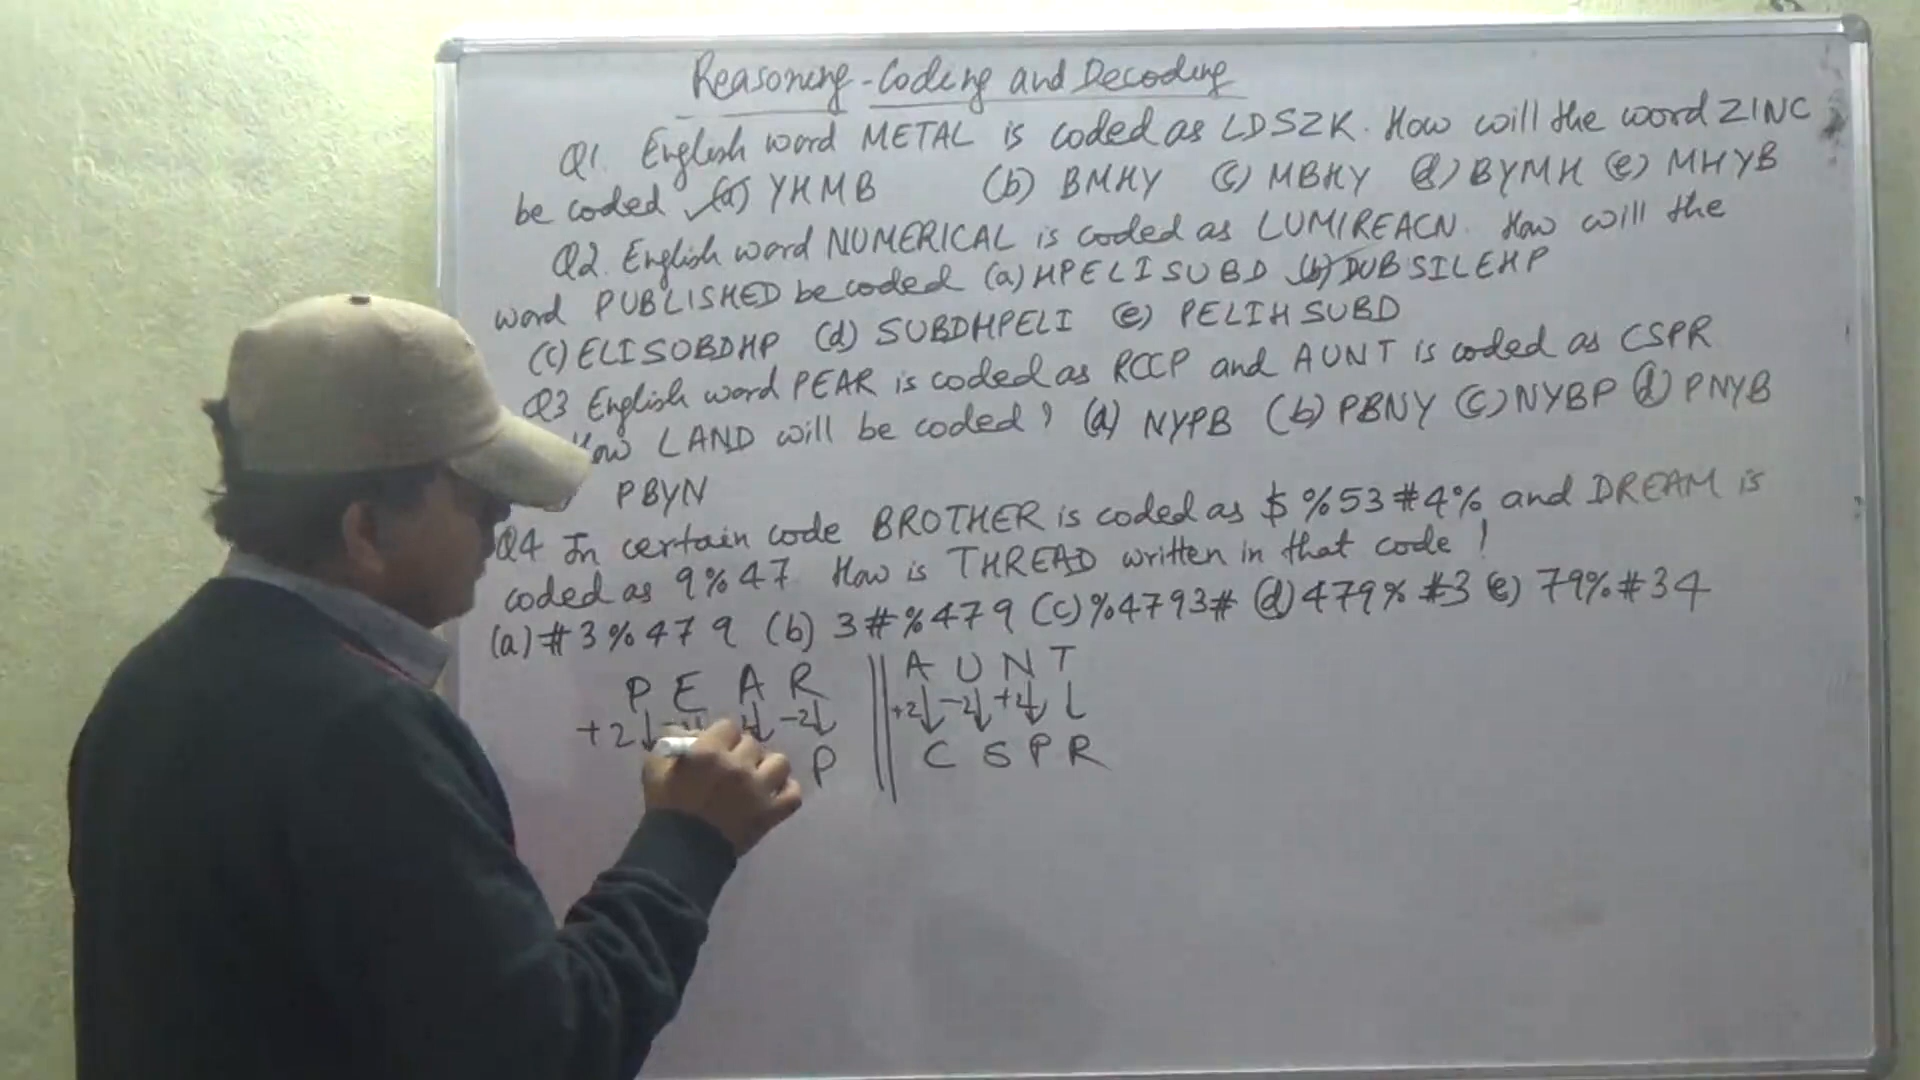 Reasoning - Coding and Decoding
Q1. English word METAL is coded as LDSZK. How will the word ZINC
be coded (a) YHMB (b) BMHY (c) MBHY (d) BYMH (e) MHYB
Q2. English word NUMERICAL is coded as LUMIREACN. How will the
word PUBLISHED be coded (a) HPELISUBD (b) DUBSILEHP
(c) ELISOBDHP (d) SUBDHPELI (e) PELIHSUBD
Q3 English word PEAR is coded as RCCP and AUNT is coded as CSPR
How LAND will be coded? (a) NYPB (b) PBNY (c) NYBP (d) PNYB
PBYN
Q4 In certain code BROTHER is coded as $%53#4% and DREAM is
coded as 9%47 How is THREAD written in that code?
(a) #3%479 (b) 3#%479 (c) %4793# (d) 479%#3 (e) 79%#34
P E A R || A U N T
+2 -2 +2 -2 +2
P C S P R